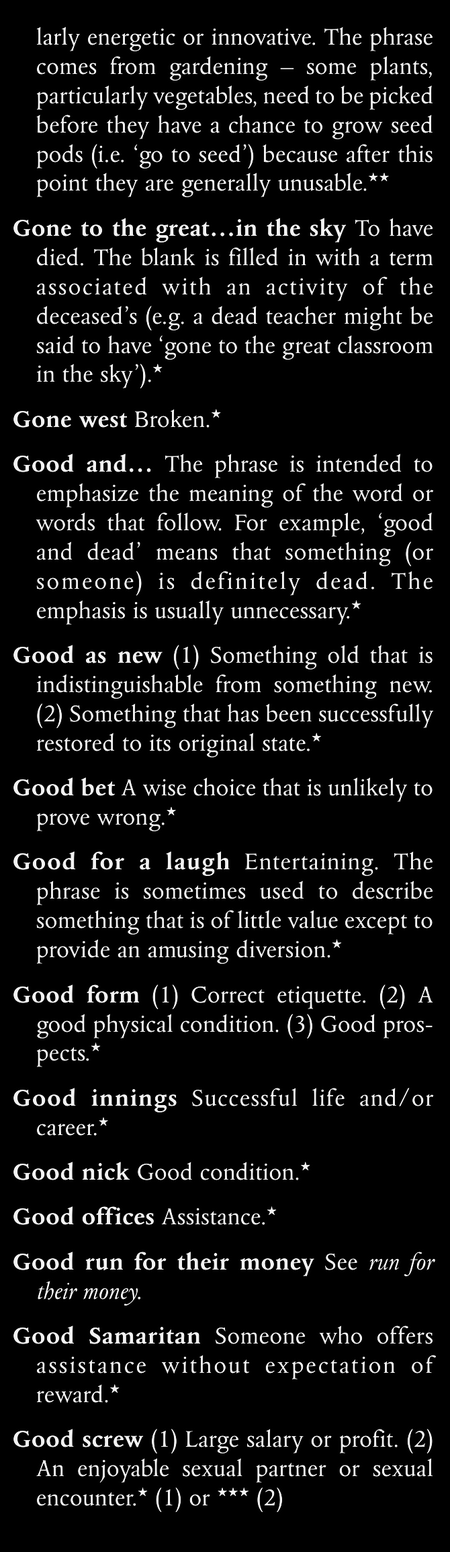 larly energetic or innovative. The phrase
comes from gardening – some plants,
particularly vegetables, need to be picked
before they have a chance to grow seed
pods (i.e. ‘go to seed’) because after this
point they are generally unusable.★★
Gone to the great…in the sky To have
died. The blank is filled in with a term
associated with an activity of the
deceased’s (e.g. a dead teacher might be
said to have ‘gone to the great classroom
in the sky’).★
Gone west Broken.★
Good and… The phrase is intended to
emphasize the meaning of the word or
words that follow. For example, ‘good
and dead’ means that something (or
someone) is definitely dead. The
emphasis is usually unnecessary.★
Good as new (1) Something old that is
indistinguishable from something new.
(2) Something that has been successfully
restored to its original state.★
Good bet A wise choice that is unlikely to
prove wrong.★
Good for a laugh Entertaining. The
phrase is sometimes used to describe
something that is of little value except to
provide an amusing diversion.★
Good form (1) Correct etiquette. (2) A
good physical condition. (3) Good pros-
pects.★
Good innings Successful life and/or
career.★
Good nick Good condition.★
Good offices Assistance.★
Good run for their money See run for
their money.
Good Samaritan Someone who offers
assistance without expectation of
reward.★
Good screw (1) Large salary or profit. (2)
An enjoyable sexual partner or sexual
encounter.★ (1) or ★★★ (2)